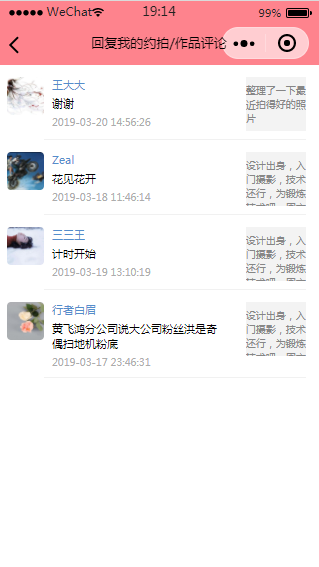 WeChat 19:14 99%
回复我的约拍/作品评论
王大大
谢谢
2019-03-20 14:56:26
整理了一下最
近拍得好的照
片
Zeal
花见花开
2019-03-18 11:46:14
设计出身，入
门摄影，技术
还行，为锻炼
三三王
计时开始
2019-03-19 13:10:19
设计出身，入
门摄影，技术
还行，为锻炼
行者白眉
黄飞鸿分公司说大公司粉丝洪是奇
偶扫地机粉底
2019-03-17 23:46:31
设计出身，入
门摄影，技术
还行，为锻炼